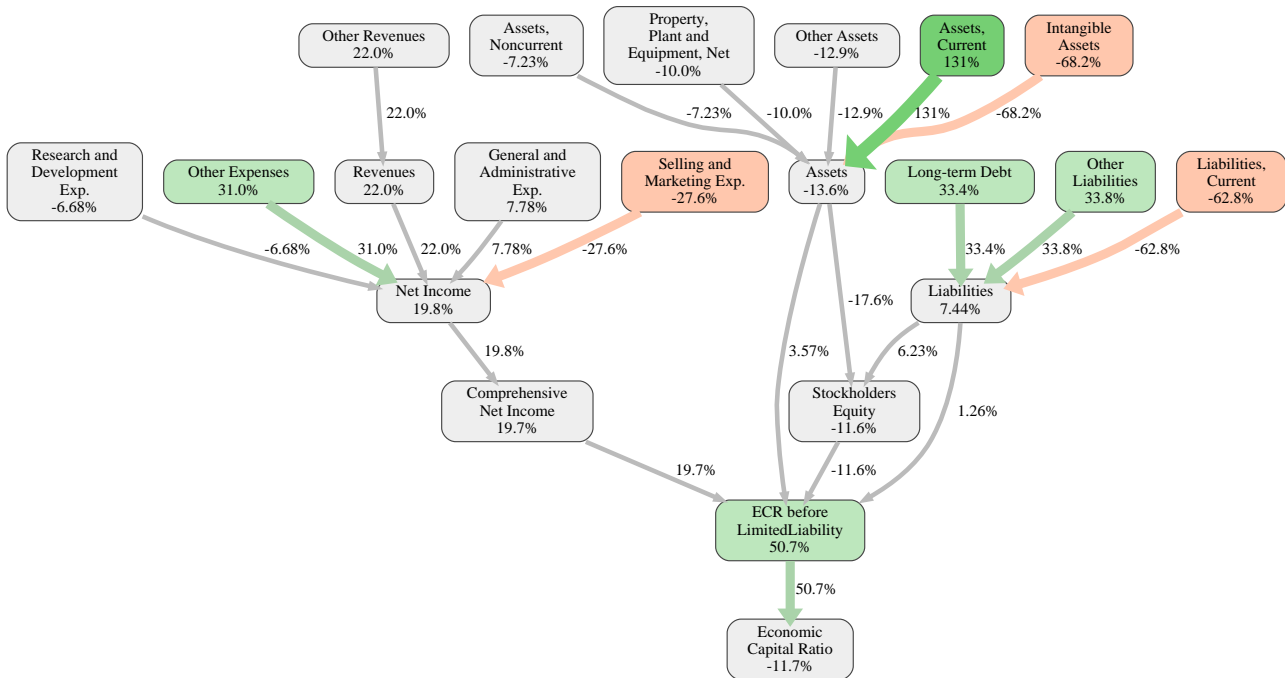 Other Revenues
22.0%
Assets,
Noncurrent
-7.23%
Property,
Plant and
Equipment, Net
-10.0%
Other Assets
-12.9%
Assets,
Current
131%
Intangible
Assets
-68.2%
22.0%
-7.23%
-10.0%
-12.9%
131%
-68.2%
Research and
Development
Exp.
-6.68%
Other Expenses
31.0%
Revenues
22.0%
General and
Administrative
Exp.
7.78%
Selling and
Marketing Exp.
-27.6%
Assets
-13.6%
Long-term Debt
33.4%
Other
Liabilities
33.8%
Liabilities,
Current
-62.8%
-6.68%
31.0%
22.0%
7.78%
-27.6%
33.4%
33.8%
-62.8%
Net Income
19.8%
Liabilities
7.44%
19.8%
3.57%
-17.6%
6.23%
1.26%
Comprehensive
Net Income
19.7%
Stockholders
Equity
-11.6%
19.7%
-11.6%
ECR before
LimitedLiability
50.7%
50.7%
Economic
Capital Ratio
-11.7%